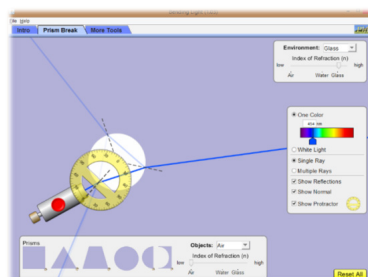 File Help
Intro
Prism Break
More Tools
Environment: Glass
Index of Refraction (n)
low
high
Air
Water
Glass
One Color
White Light
Single Ray
Multiple Rays
Show Reflections
Show Normal
Show Protractor
Prisms
Objects: Air
Index of Refraction (n)
low
high
Air
Water
Glass
Reset All